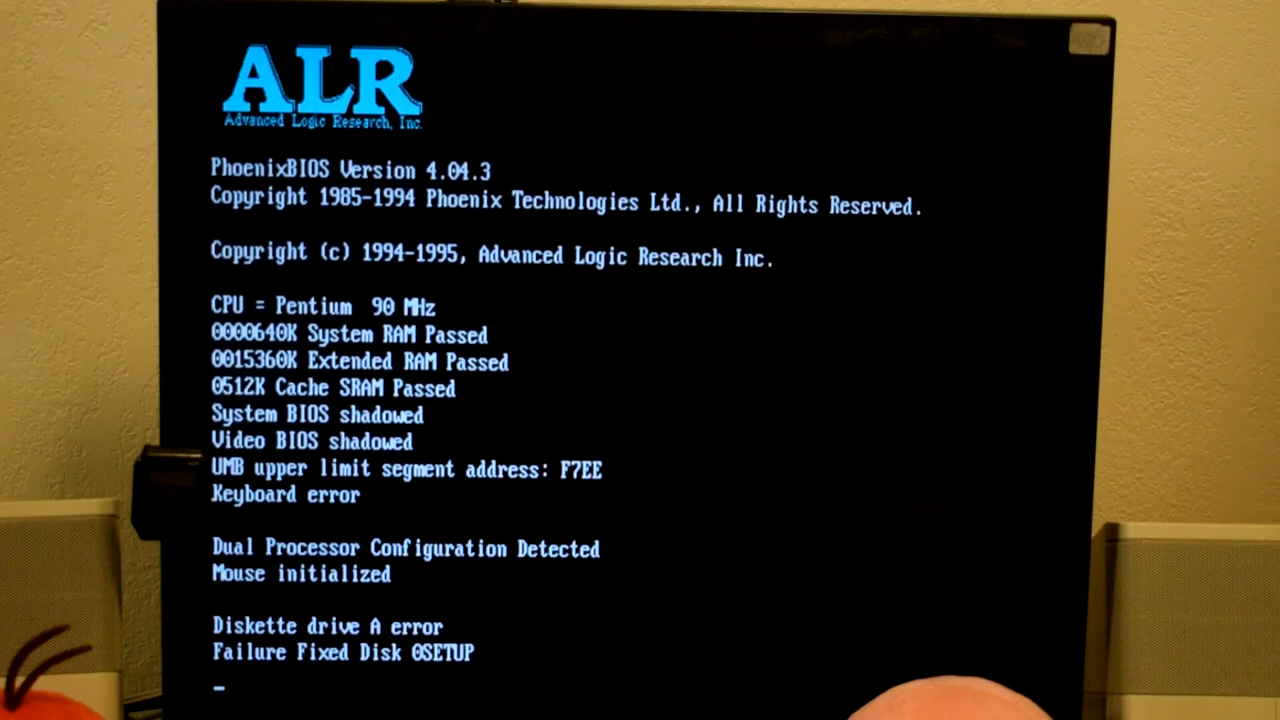 ALR
Advanced Logic Research, Inc.
PhoenixBIOS Version 4.04.3
Copyright 1985-1994 Phoenix Technologies Ltd., All Rights Reserved.
Copyright (c) 1994-1995, Advanced Logic Research Inc.
CPU = Pentium  90 MHz
0000640K System RAM Passed
0015360K Extended RAM Passed
0512K Cache SRAM Passed
System BIOS shadowed
Video BIOS shadowed
UMB upper limit segment address: F7EE
Keyboard error
Dual Processor Configuration Detected
Mouse initialized
Diskette drive A error
Failure Fixed Disk 0SETUP